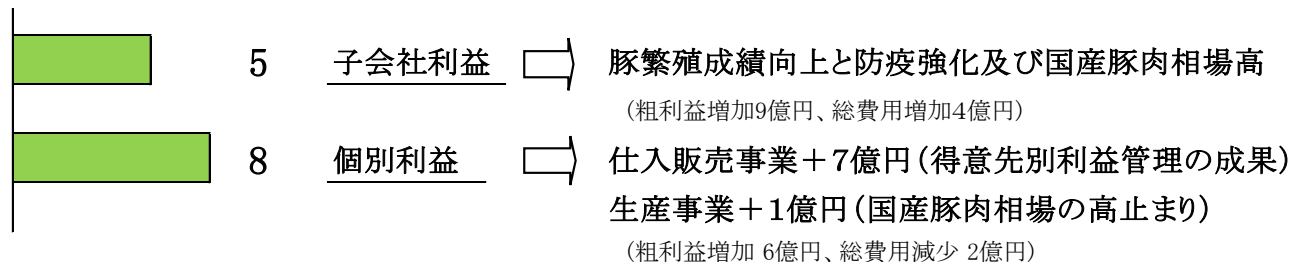 5 子会社利益 豚繁殖成績向上と防疫強化及び国産豚肉相場高
(粗利益増加9億円、総費用増加4億円)
8 個別利益 仕入販売事業＋7億円(得意先別利益管理の成果)
生産事業＋1億円(国産豚肉相場の高止まり)
(粗利益増加 6億円、総費用減少 2億円)